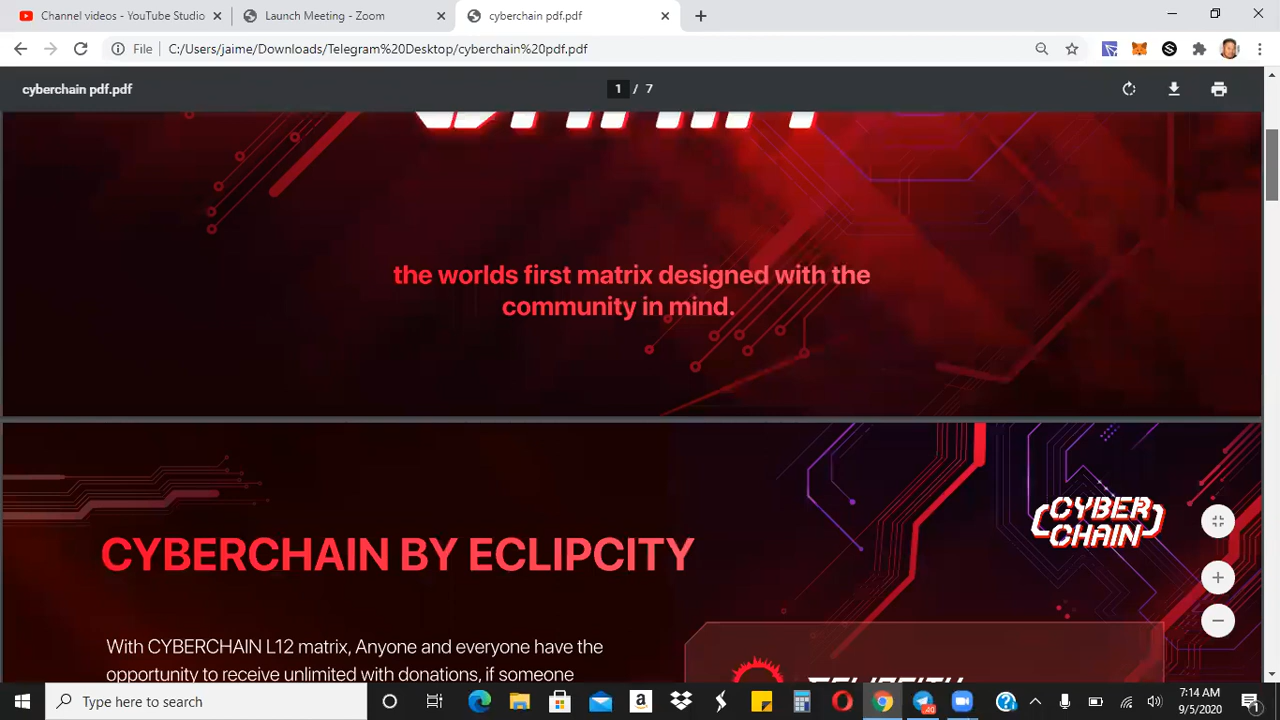 Channel videos - YouTube Studio
Launch Meeting - Zoom
cyberchain pdf.pdf
File
C:/Users/jaime/Downloads/Telegram%20Desktop/cyberchain%20pdf.pdf
cyberchain pdf.pdf
1 / 7
the worlds first matrix designed with the
community in mind.
CYBER
CHAIN
CYBERCHAIN BY ECLIPCITY
With CYBERCHAIN L12 matrix, Anyone and everyone have the
opportunity to receive unlimited with donations, if someone
ECLIPCITY
Type here to search
40
7:14 AM
9/5/2020
1